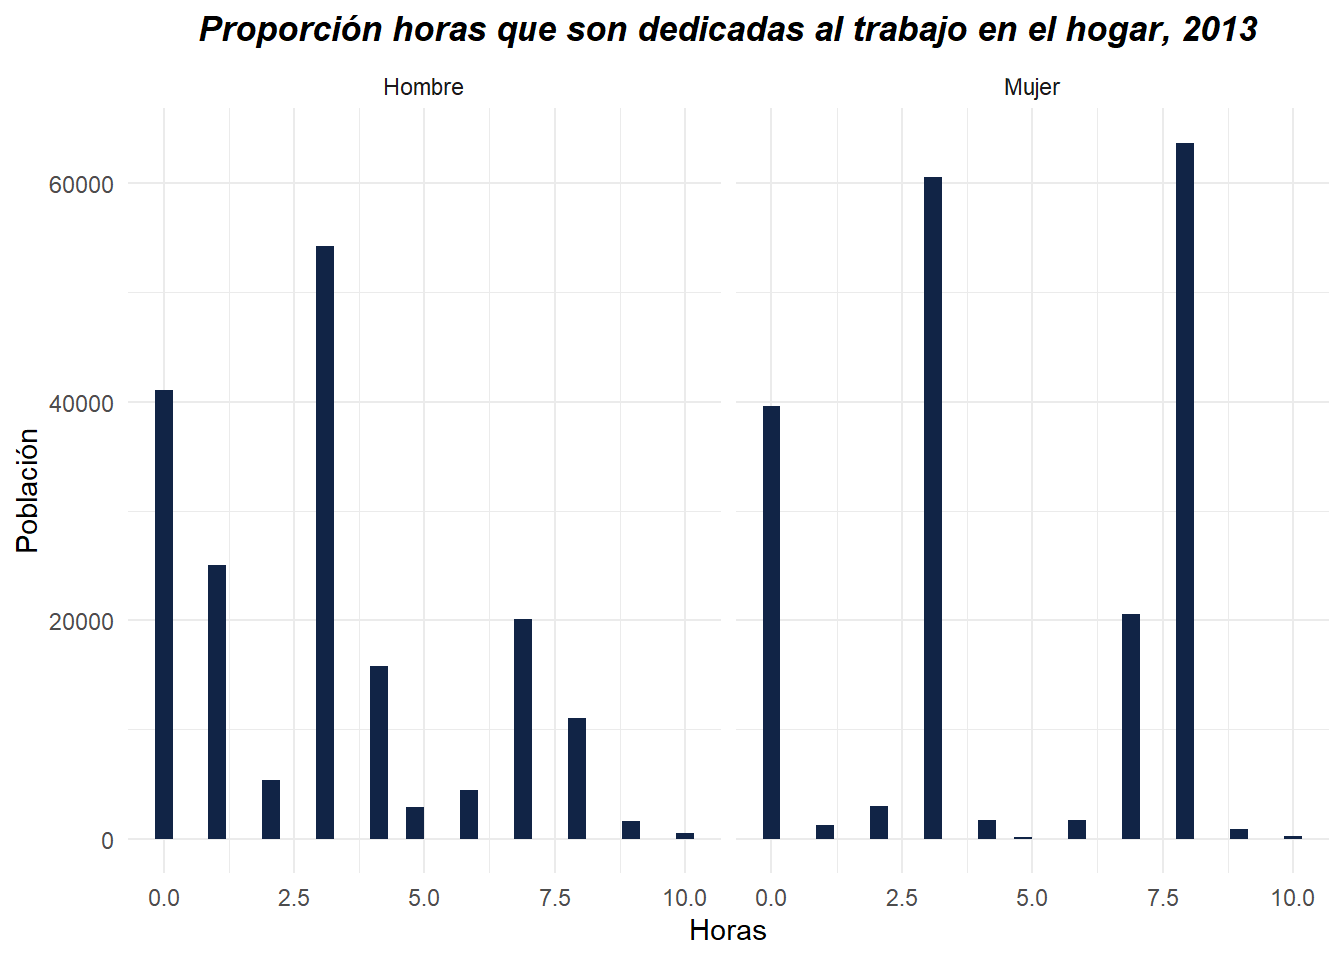 Proporción horas que son dedicadas al trabajo en el hogar, 2013
Hombre
Mujer
Población
60000
40000
20000
0
0.0 2.5 5.0 7.5 10.0 0.0 2.5 5.0 7.5 10.0
Horas